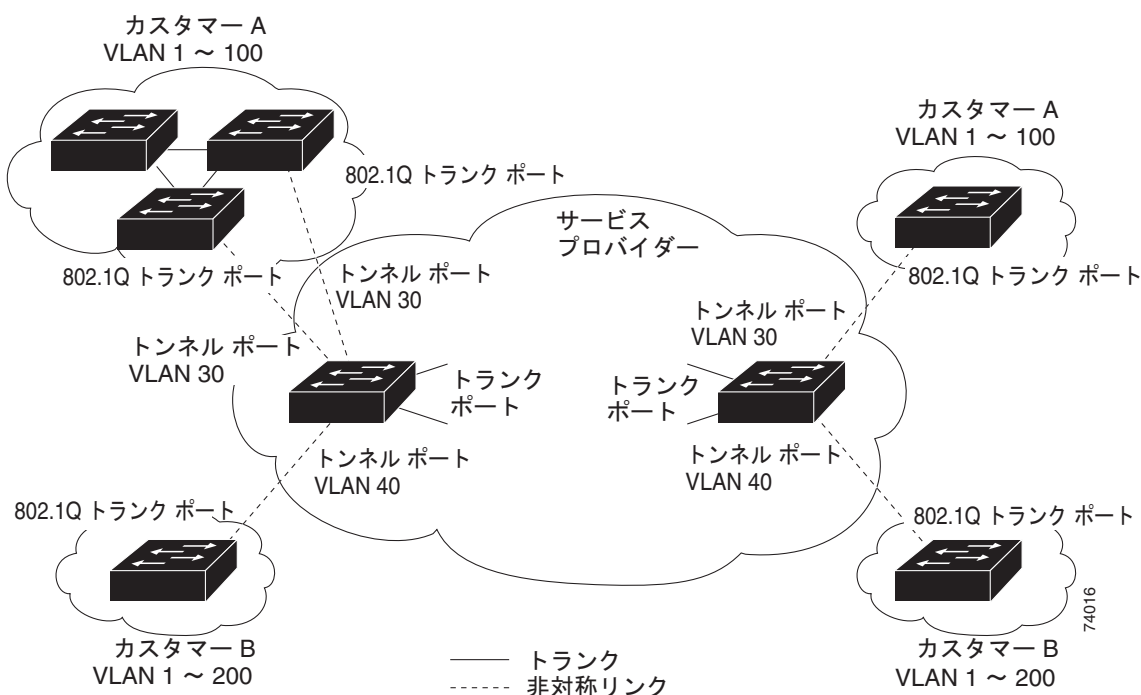 カスタマー A
VLAN 1 ～ 100
カスタマー A
VLAN 1 ～ 100
802.1Q トランク ポート
サービス
プロバイダー
802.1Q トランク ポート
トンネル ポート
VLAN 30
802.1Q トランク ポート
トンネル ポート
VLAN 30
トンネル ポート
VLAN 30
トランク
ポート
トランク
ポート
トンネル ポート
VLAN 40
トンネル ポート
VLAN 40
802.1Q トランク ポート
802.1Q トランク ポート
カスタマー B
VLAN 1 ～ 200
カスタマー B
VLAN 1 ～ 200
74016
トランク
非対称リンク